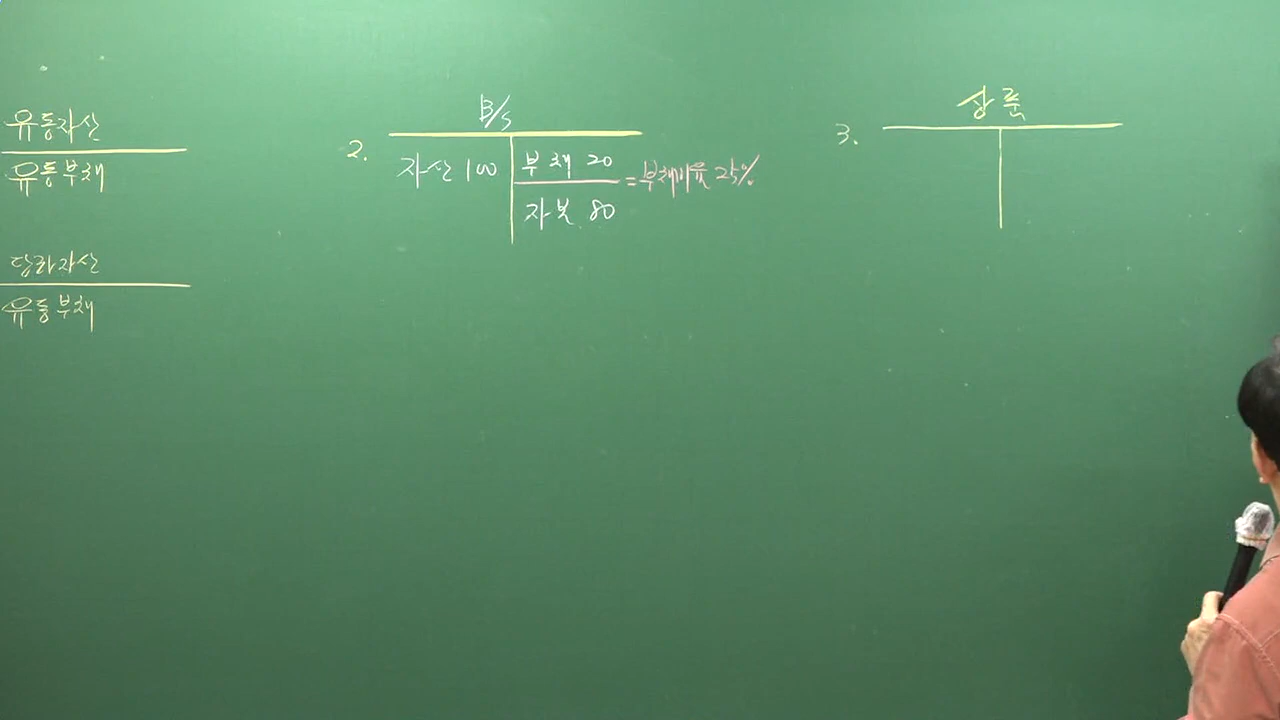 유동자산
유동부채
당좌자산
유동부채
2.
B/S
자산 100
부채 20
자본 80
= 부채비율 25%
3.
상품